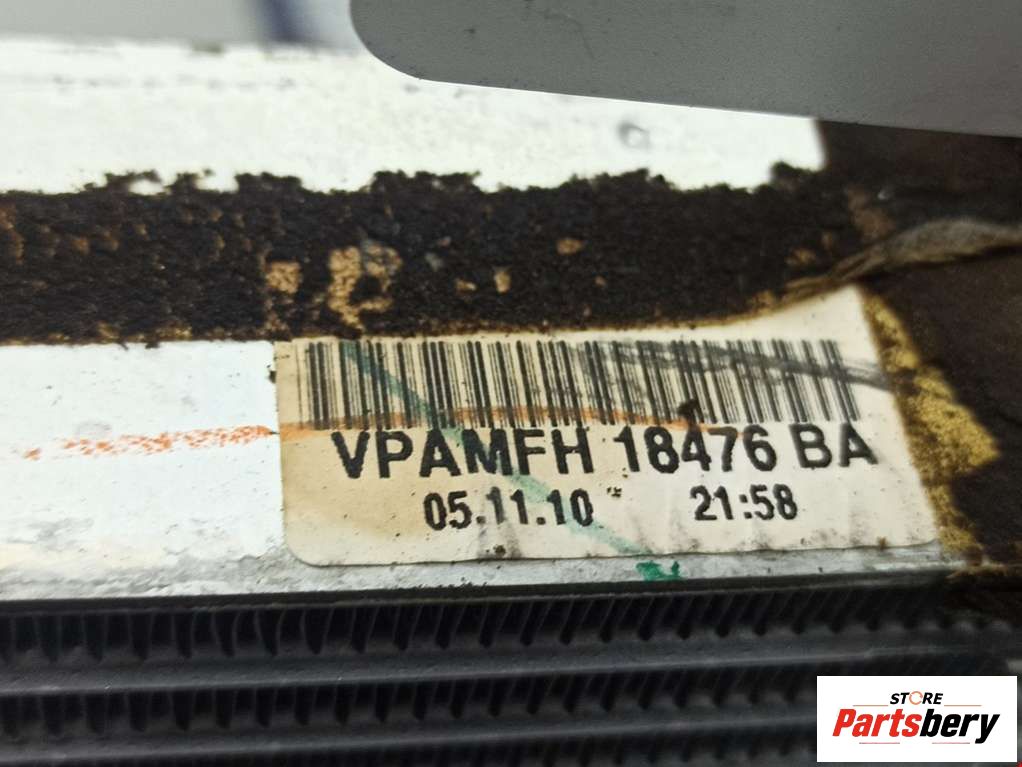 VPAMFH 18476 BA
05.11.10 21:58
STORE
Partsbery